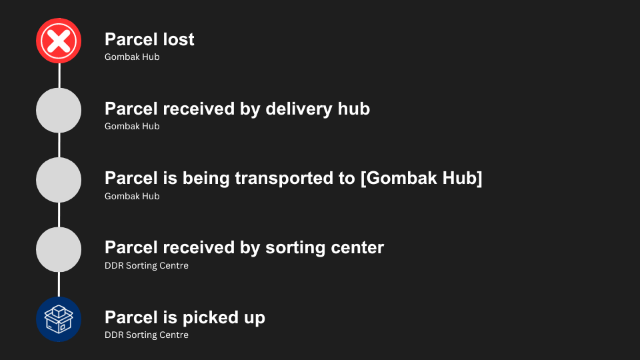 Parcel lost
Gombak Hub
Parcel received by delivery hub
Gombak Hub
Parcel is being transported to [Gombak Hub]
Gombak Hub
Parcel received by sorting center
DDR Sorting Centre
Parcel is picked up
DDR Sorting Centre